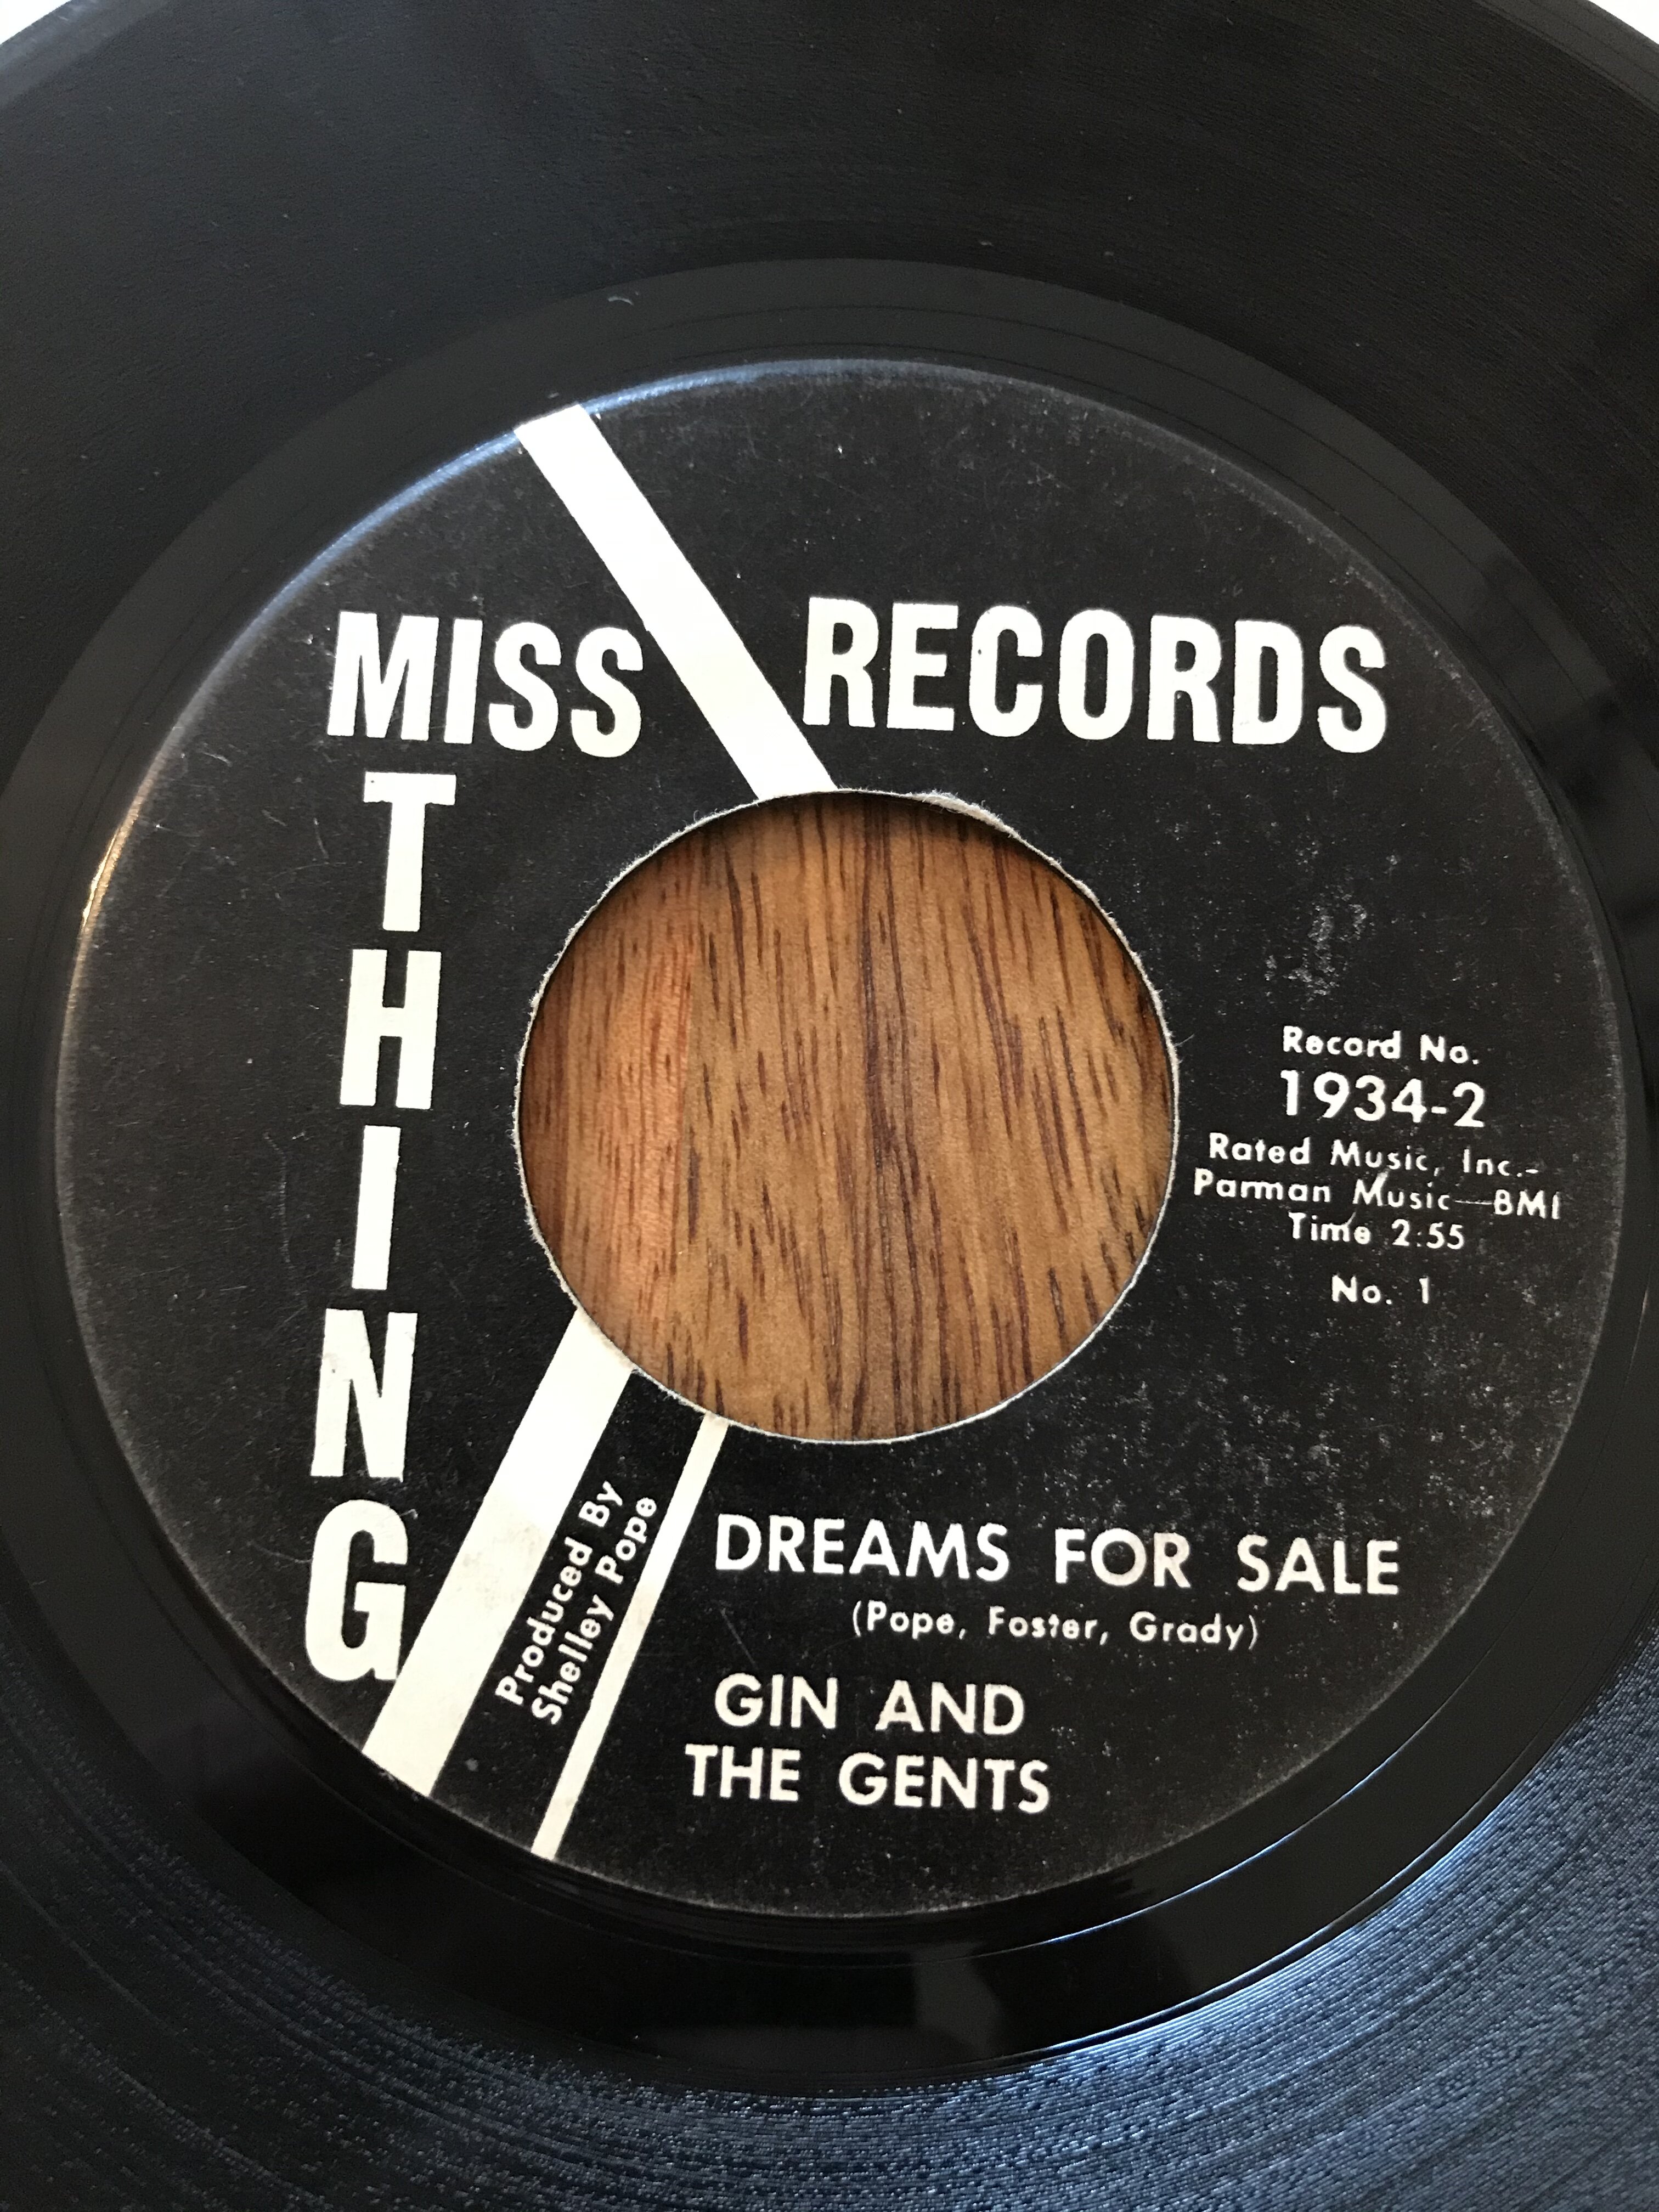 MISS RECORDS
THING
Record No.
1934-2
Rated Music, Inc.-
Parman Music—BMI
Time 2:55
No. 1
Produced By
Shelley Pope
DREAMS FOR SALE
(Pope, Foster, Grady)
GIN AND
THE GENTS